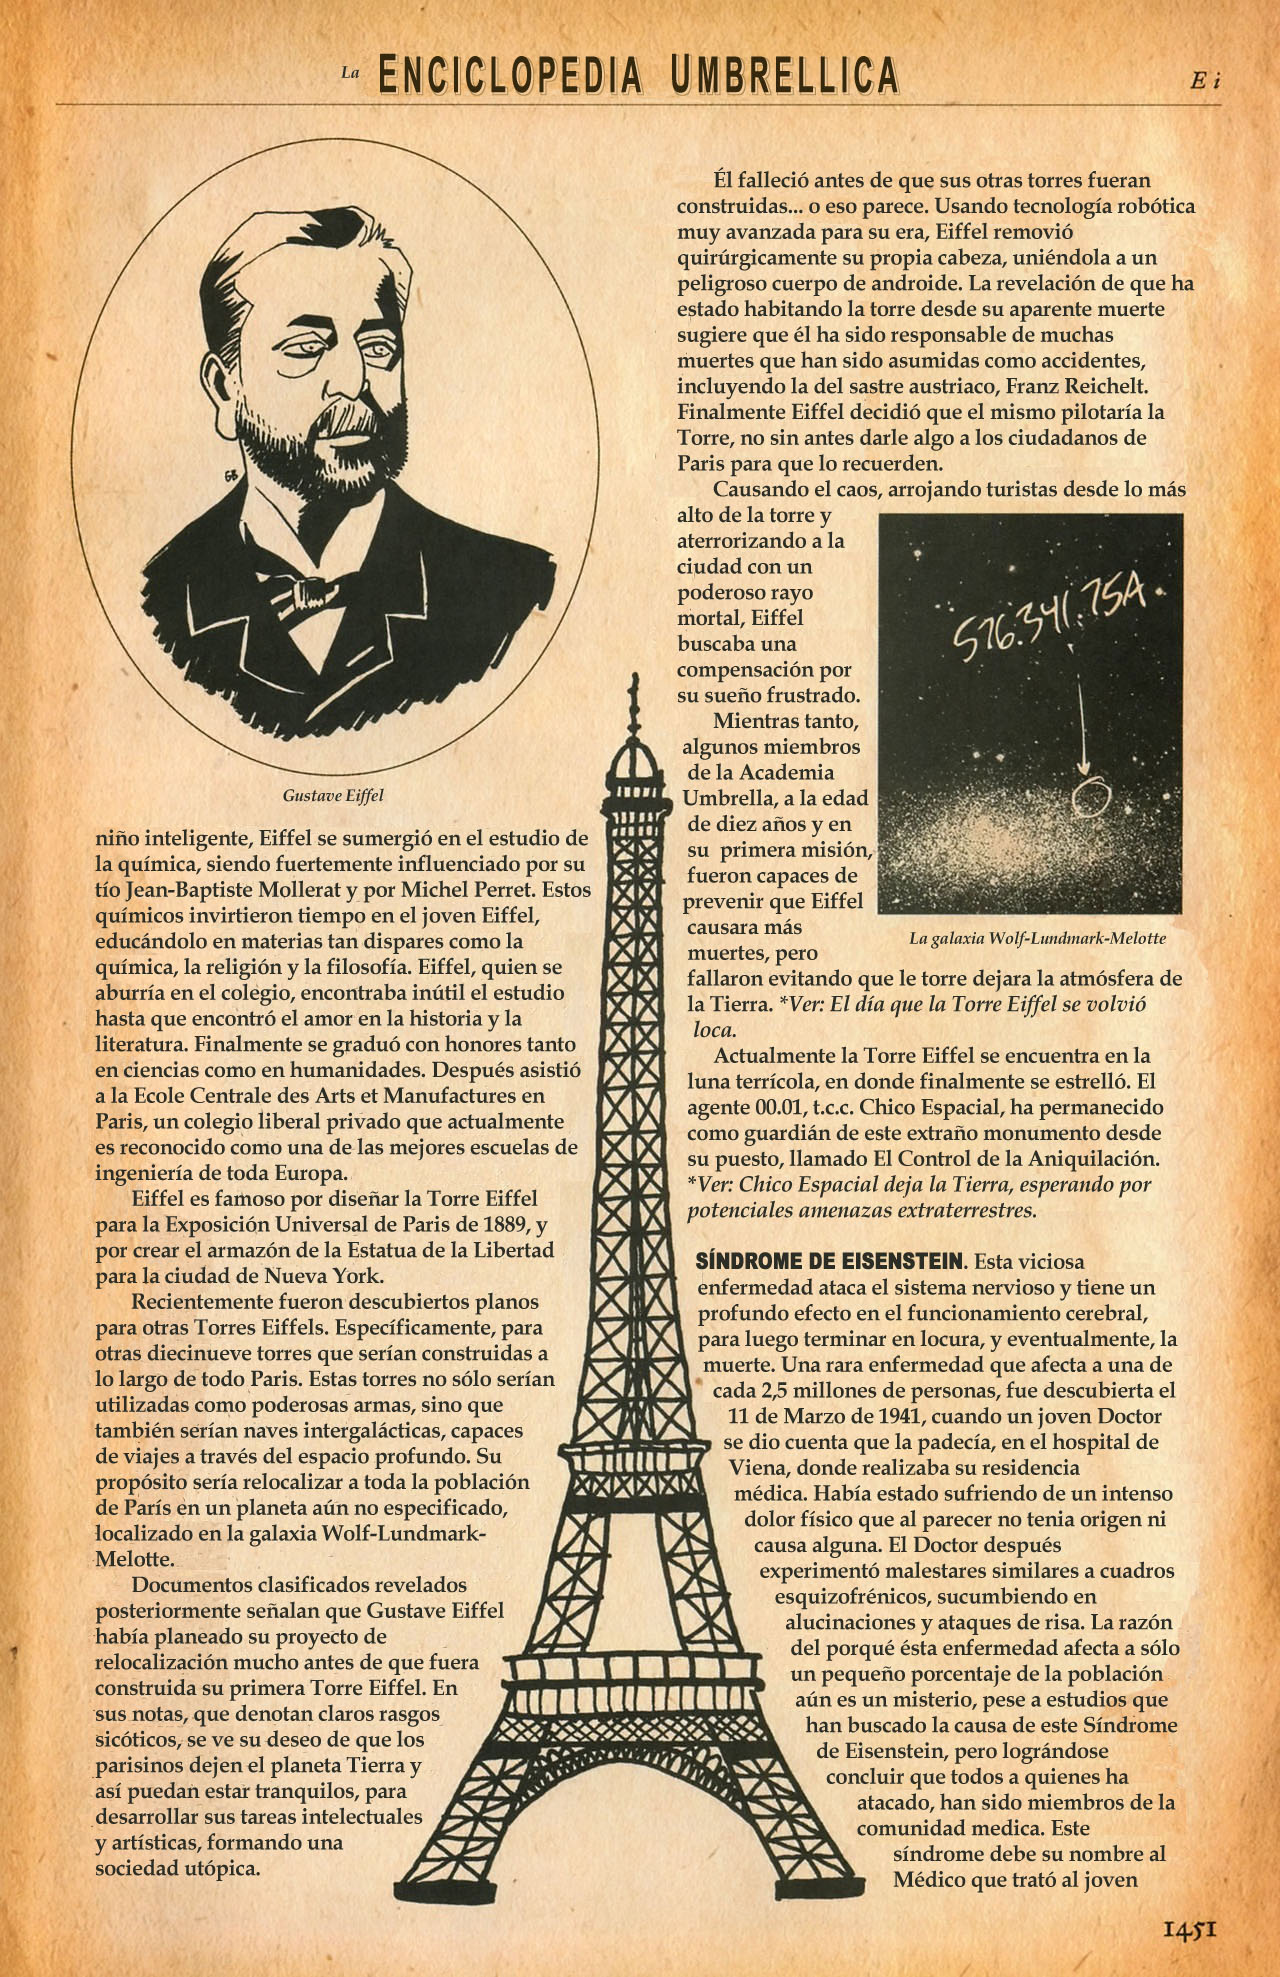 La ENCICLOPEDIA UMBRELLICA
E i
Gustave Eiffel
niño inteligente, Eiffel se sumergió en el estudio de
la química, siendo fuertemente influenciado por su
tío Jean-Baptiste Mollerat y por Michel Perret. Estos
químicos invirtieron tiempo en el joven Eiffel,
educándolo en materias tan dispares como la
química, la religión y la filosofía. Eiffel, quien se
aburría en el colegio, encontraba inútil el estudio
hasta que encontró el amor en la historia y la
literatura. Finalmente se graduó con honores tanto
en ciencias como en humanidades. Después asistió
a la Ecole Centrale des Arts et Manufactures en
Paris, un colegio liberal privado que actualmente
es reconocido como una de las mejores escuelas de
ingeniería de toda Europa.
Eiffel es famoso por diseñar la Torre Eiffel
para la Exposición Universal de Paris de 1889, y
por crear el armazón de la Estatua de la Libertad
para la ciudad de Nueva York.
Recientemente fueron descubiertos planos
para otras Torres Eiffels. Específicamente, para
otras diecinueve torres que serían construidas a
lo largo de todo Paris. Estas torres no sólo serían
utilizadas como poderosas armas, sino que
también serían naves intergalácticas, capaces
de viajes a través del espacio profundo. Su
propósito sería relocalizar a toda la población
de París en un planeta aún no especificado,
localizado en la galaxia Wolf-Lundmark-
Melotte.
Documentos clasificados revelados
posteriormente señalan que Gustave Eiffel
había planeado su proyecto de
relocalización mucho antes de que fuera
construida su primera Torre Eiffel. En
sus notas, que denotan claros rasgos
sicóticos, se ve su deseo de que los
parisinos dejen el planeta Tierra y
así puedan estar tranquilos, para
desarrollar sus tareas intelectuales
y artísticas, formando una
sociedad utópica.
Él falleció antes de que sus otras torres fueran
construidas... o eso parece. Usando tecnología robótica
muy avanzada para su era, Eiffel removió
quirúrgicamente su propia cabeza, uniéndola a un
peligroso cuerpo de androide. La revelación de que ha
estado habitando la torre desde su aparente muerte
sugiere que él ha sido responsable de muchas
muertes que han sido asumidas como accidentes,
incluyendo la del sastre austriaco, Franz Reichelt.
Finalmente Eiffel decidió que el mismo pilotaría la
Torre, no sin antes darle algo a los ciudadanos de
Paris para que lo recuerden.
Causando el caos, arrojando turistas desde lo más
alto de la torre y
aterrorizando a la
ciudad con un
poderoso rayo
mortal, Eiffel
buscaba una
compensación por
su sueño frustrado.
Mientras tanto,
algunos miembros
de la Academia
Umbrella, a la edad
de diez años y en
su primera misión,
fueron capaces de
prevenir que Eiffel
causara más
muertes, pero
fallaron evitando que le torre dejara la atmósfera de
la Tierra. *Ver: El día que la Torre Eiffel se volvió
loca.
576.341.75A
La galaxia Wolf-Lundmark-Melotte
Actualmente la Torre Eiffel se encuentra en la
luna terrícola, en donde finalmente se estrelló. El
agente 00.01, t.c.c. Chico Espacial, ha permanecido
como guardián de este extraño monumento desde
su puesto, llamado El Control de la Aniquilación.
*Ver: Chico Espacial deja la Tierra, esperando por
potenciales amenazas extraterrestres.
SÍNDROME DE EISENSTEIN. Esta viciosa
enfermedad ataca el sistema nervioso y tiene un
profundo efecto en el funcionamiento cerebral,
para luego terminar en locura, y eventualmente, la
muerte. Una rara enfermedad que afecta a una de
cada 2,5 millones de personas, fue descubierta el
11 de Marzo de 1941, cuando un joven Doctor
se dio cuenta que la padecía, en el hospital de
Viena, donde realizaba su residencia
médica. Había estado sufriendo de un intenso
dolor físico que al parecer no tenia origen ni
causa alguna. El Doctor después
experimentó malestares similares a cuadros
esquizofrénicos, sucumbiendo en
alucinaciones y ataques de risa. La razón
del porqué ésta enfermedad afecta a sólo
un pequeño porcentaje de la población
aún es un misterio, pese a estudios que
han buscado la causa de este Síndrome
de Eisenstein, pero lográndose
concluir que todos a quienes ha
atacado, han sido miembros de la
comunidad medica. Este
síndrome debe su nombre al
Médico que trató al joven
1451